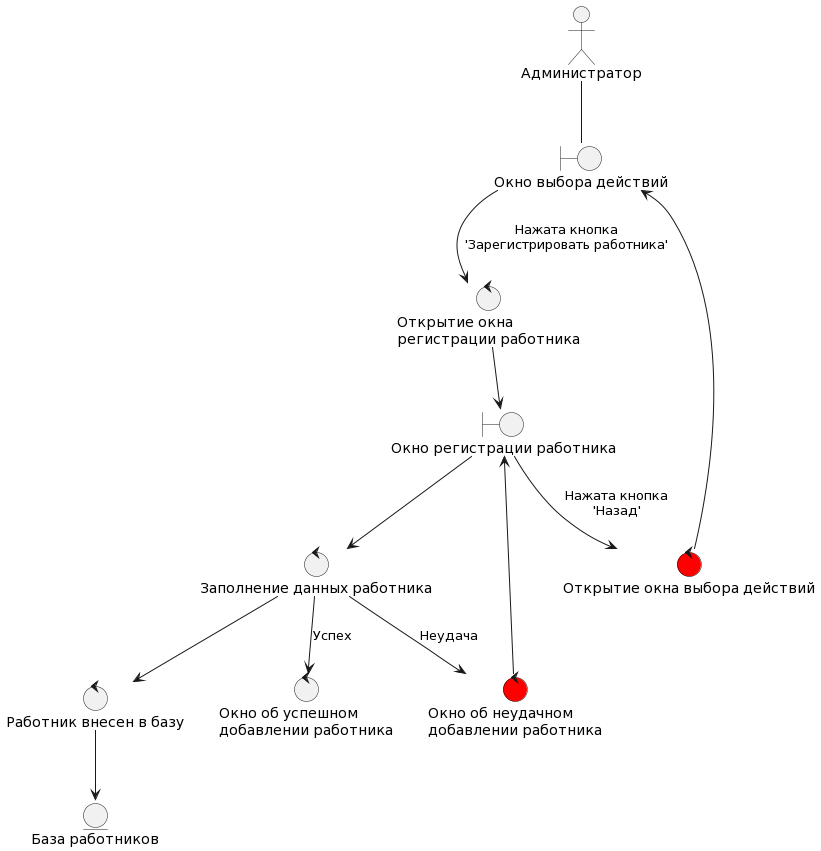 Администратор
Окно выбора действий
Нажата кнопка
'Зарегистрировать работника'
Открытие окна
регистрации работника
Окно регистрации работника
Нажата кнопка
'Назад'
Заполнение данных работника
Открытие окна выбора действий
Успех
Неудача
Работник внесен в базу
Окно об успешном
добавлении работника
Окно об неудачном
добавлении работника
База работников